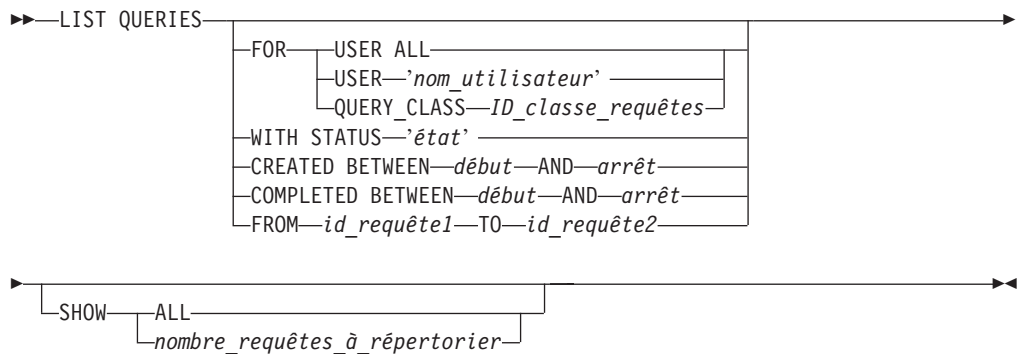 LIST QUERIES
FOR USER ALL
USER ’nom_utilisateur’
QUERY_CLASS ID_classe_requêtes
WITH STATUS ’état’
CREATED BETWEEN début AND arrêt
COMPLETED BETWEEN début AND arrêt
FROM id_requête1 TO id_requête2
SHOW ALL
nombre_requêtes_à_répertorier